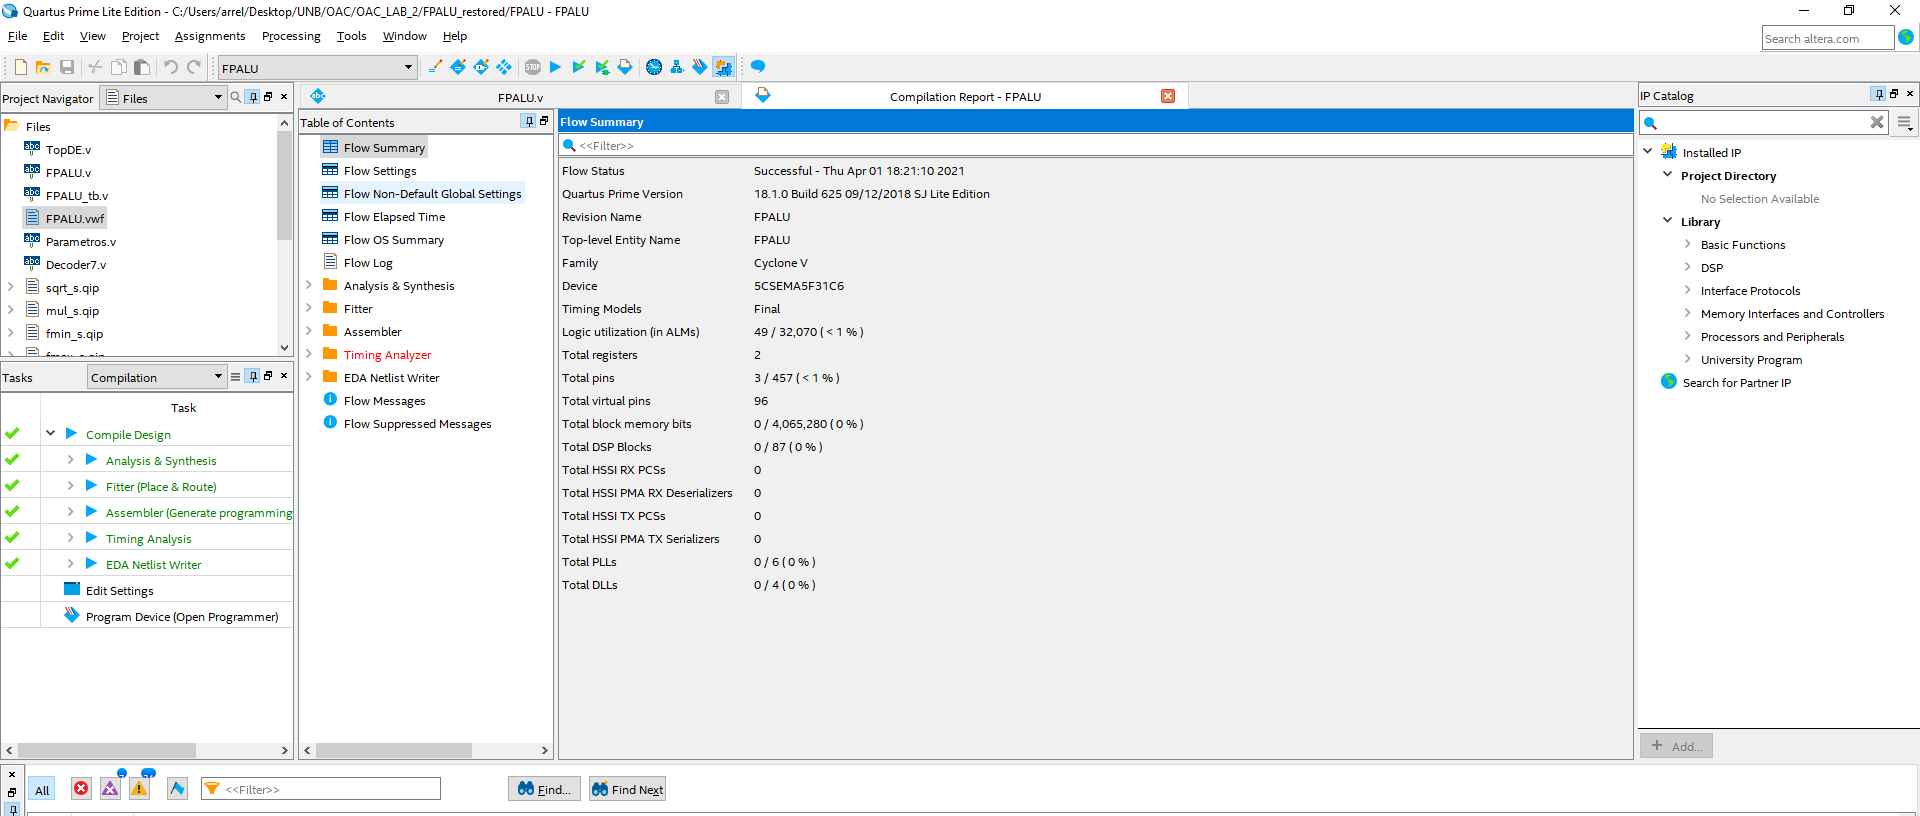 Quartus Prime Lite Edition - C:/Users/arrel/Desktop/UNB/OAC/OAC_LAB_2/FPALU_restored/FPALU - FPALU
File Edit View Project Assignments Processing Tools Window Help
Search altera.com
FPALU
Project Navigator Files
Files
TopDE.v
FPALU.v
FPALU_tb.v
FPALU.vwf
Parametros.v
Decoder7.v
sqrt_s.qip
mul_s.qip
fmin_s.qip
Tasks Compilation
Task
Compile Design
Analysis & Synthesis
Fitter (Place & Route)
Assembler (Generate programming
Timing Analysis
EDA Netlist Writer
Edit Settings
Program Device (Open Programmer)
FPALU.v
Compilation Report - FPALU
Table of Contents
Flow Summary
Flow Settings
Flow Non-Default Global Settings
Flow Elapsed Time
Flow OS Summary
Flow Log
Analysis & Synthesis
Fitter
Assembler
Timing Analyzer
EDA Netlist Writer
Flow Messages
Flow Suppressed Messages
Flow Summary
<<Filter>>
Flow Status Successful - Thu Apr 01 18:21:10 2021
Quartus Prime Version 18.1.0 Build 625 09/12/2018 SJ Lite Edition
Revision Name FPALU
Top-level Entity Name FPALU
Family Cyclone V
Device 5CSEMA5F31C6
Timing Models Final
Logic utilization (in ALMs) 49 / 32,070 ( < 1 % )
Total registers 2
Total pins 3 / 457 ( < 1 % )
Total virtual pins 96
Total block memory bits 0 / 4,065,280 ( 0 % )
Total DSP Blocks 0 / 87 ( 0 % )
Total HSSI RX PCSs 0
Total HSSI PMA RX Deserializers 0
Total HSSI TX PCSs 0
Total HSSI PMA TX Serializers 0
Total PLLs 0 / 6 ( 0 % )
Total DLLs 0 / 4 ( 0 % )
IP Catalog
Installed IP
Project Directory
No Selection Available
Library
Basic Functions
DSP
Interface Protocols
Memory Interfaces and Controllers
Processors and Peripherals
University Program
Search for Partner IP
+ Add...
All
<<Filter>>
Find...
Find Next